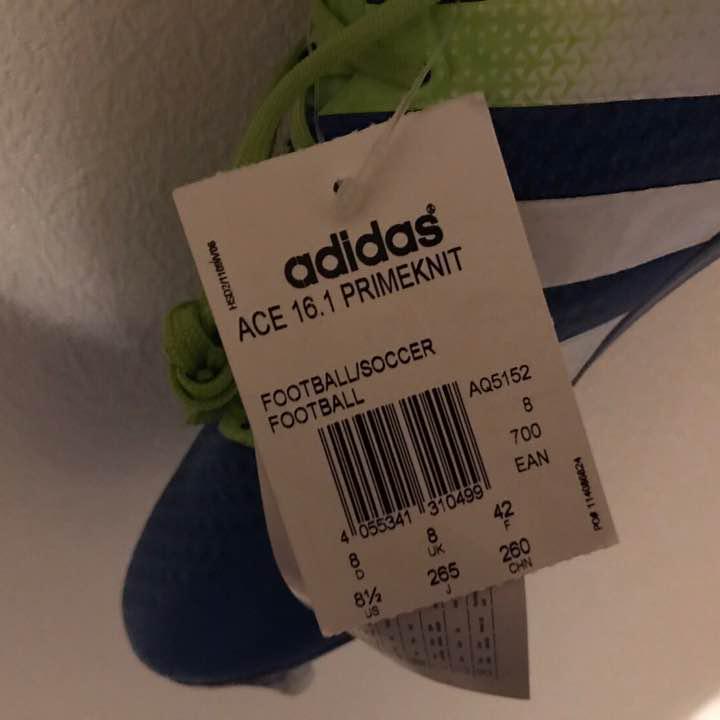 adidas®
ACE 16.1 PRIMEKNIT
FOOTBALL/SOCCER
FOOTBALL
AQ5152
8
700
EAN
4 055341 310499
8 8 42
D UK F
8½ 265 260
US J CHN
PO#